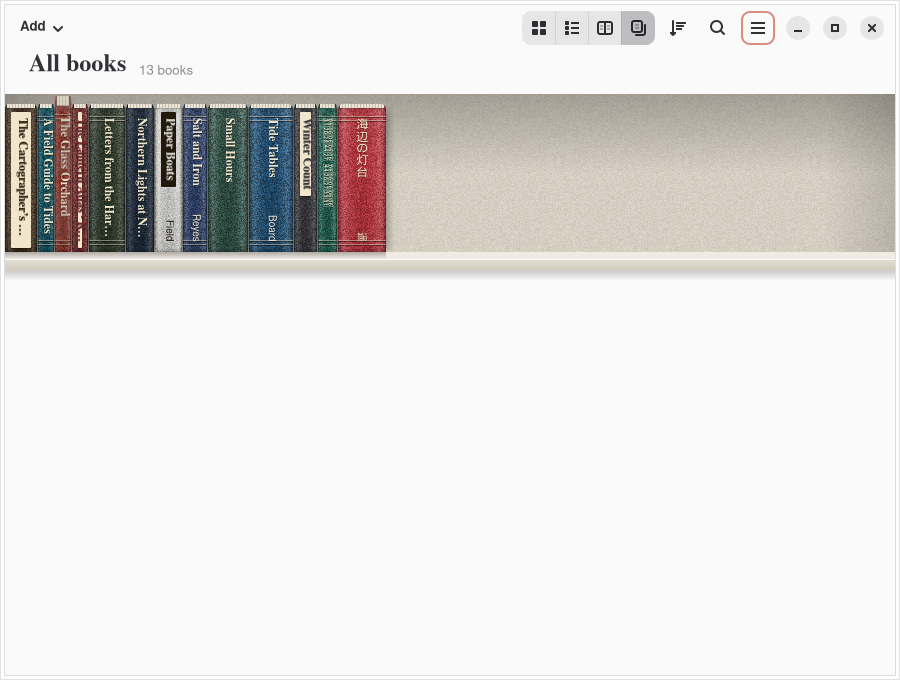 Add
All books
13 books
The Cartographer's ...
A Field Guide to Tides
The Glass Orchard
Letters from the Har...
Northern Lights at N...
Paper Boats
Field
Salt and Iron
Reyes
Small Hours
Tide Tables
Board
Winter Count
海辺の灯台